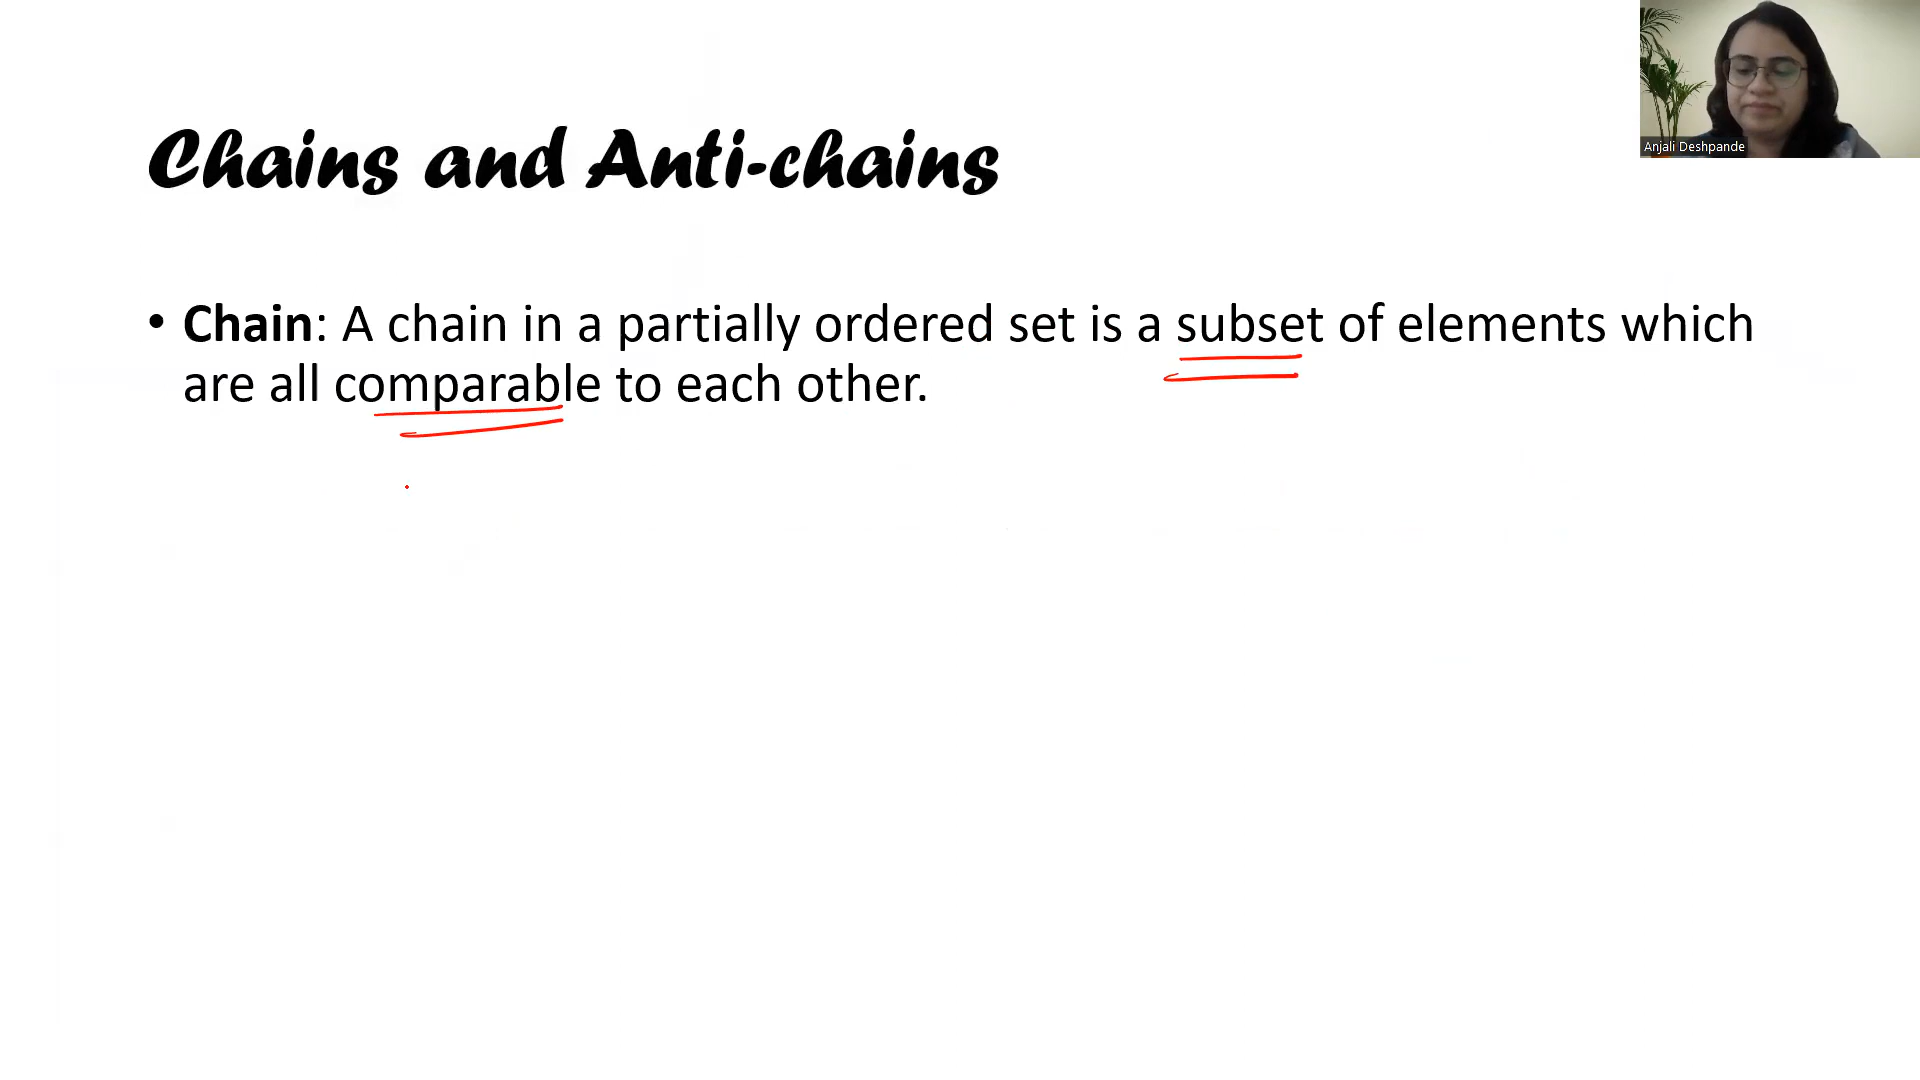 Anjali Deshpande
Chains and Anti-chains
• Chain: A chain in a partially ordered set is a subset of elements which
are all comparable to each other.